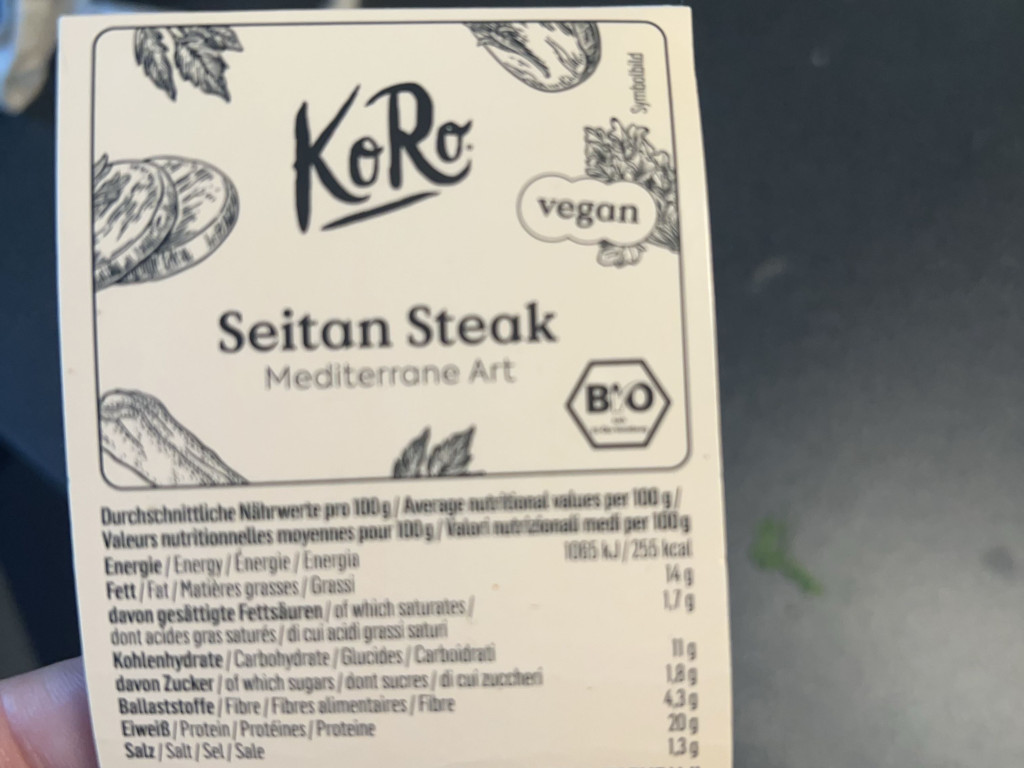 Symbolbild
KoRo
vegan
Seitan Steak
Mediterrane Art
BIO
Durchschnittliche Nährwerte pro 100 g / Average nutritional values per 100 g /
Valeurs nutritionnelles moyennes pour 100 g / Valori nutrizionali medi per 100 g
Energie / Energy / Énergie / Energia 1065 kJ / 255 kcal
Fett / Fat / Matières grasses / Grassi 14 g
davon gesättigte Fettsäuren / of which saturates / 1,7 g
dont acides gras saturés / di cui acidi grassi saturi
Kohlenhydrate / Carbohydrate / Glucides / Carboidrati 11 g
davon Zucker / of which sugars / dont sucres / di cui zuccheri 1,8 g
Ballaststoffe / Fibre / Fibres alimentaires / Fibre 4,3 g
Eiweiß / Protein / Protéines / Proteine 20 g
Salz / Salt / Sel / Sale 1,3 g